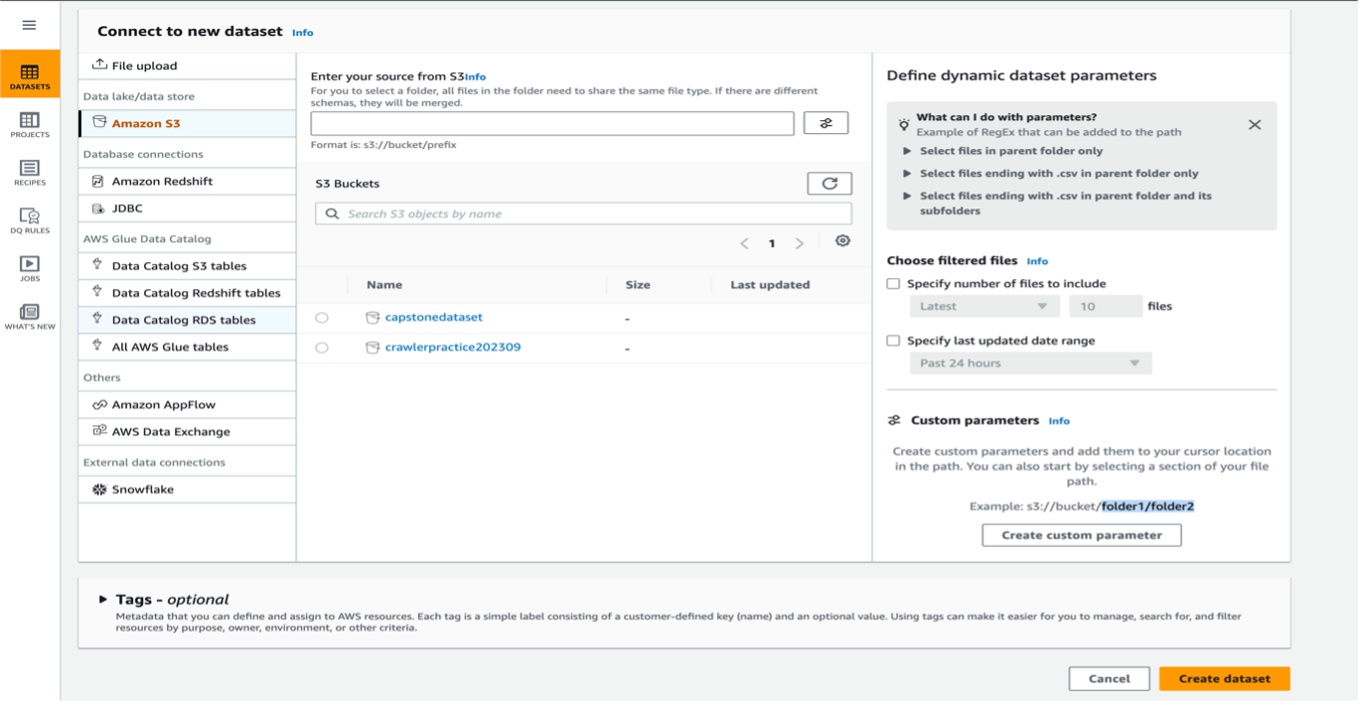 DATASETS
PROJECTS
RECIPES
DQ RULES
JOBS
WHAT'S NEW
Connect to new dataset Info
File upload
Data lake/data store
Amazon S3
Database connections
Amazon Redshift
JDBC
AWS Glue Data Catalog
Data Catalog S3 tables
Data Catalog Redshift tables
Data Catalog RDS tables
All AWS Glue tables
Others
Amazon AppFlow
AWS Data Exchange
External data connections
Snowflake
Enter your source from S3Info
For you to select a folder, all files in the folder need to share the same file type. If there are different
schemas, they will be merged.
Format is: s3://bucket/prefix
S3 Buckets
Search S3 objects by name
1
Name Size Last updated
capstonedataset -
crawlerpractice202309 -
Define dynamic dataset parameters
What can I do with parameters?
Example of RegEx that can be added to the path
Select files in parent folder only
Select files ending with .csv in parent folder only
Select files ending with .csv in parent folder and its
subfolders
Choose filtered files Info
Specify number of files to include
Latest 10 files
Specify last updated date range
Past 24 hours
Custom parameters Info
Create custom parameters and add them to your cursor location
in the path. You can also start by selecting a section of your file
path.
Example: s3://bucket/folder1/folder2
Create custom parameter
Tags - optional
Metadata that you can define and assign to AWS resources. Each tag is a simple label consisting of a customer-defined key (name) and an optional value. Using tags can make it easier for you to manage, search for, and filter
resources by purpose, owner, environment, or other criteria.
Cancel Create dataset